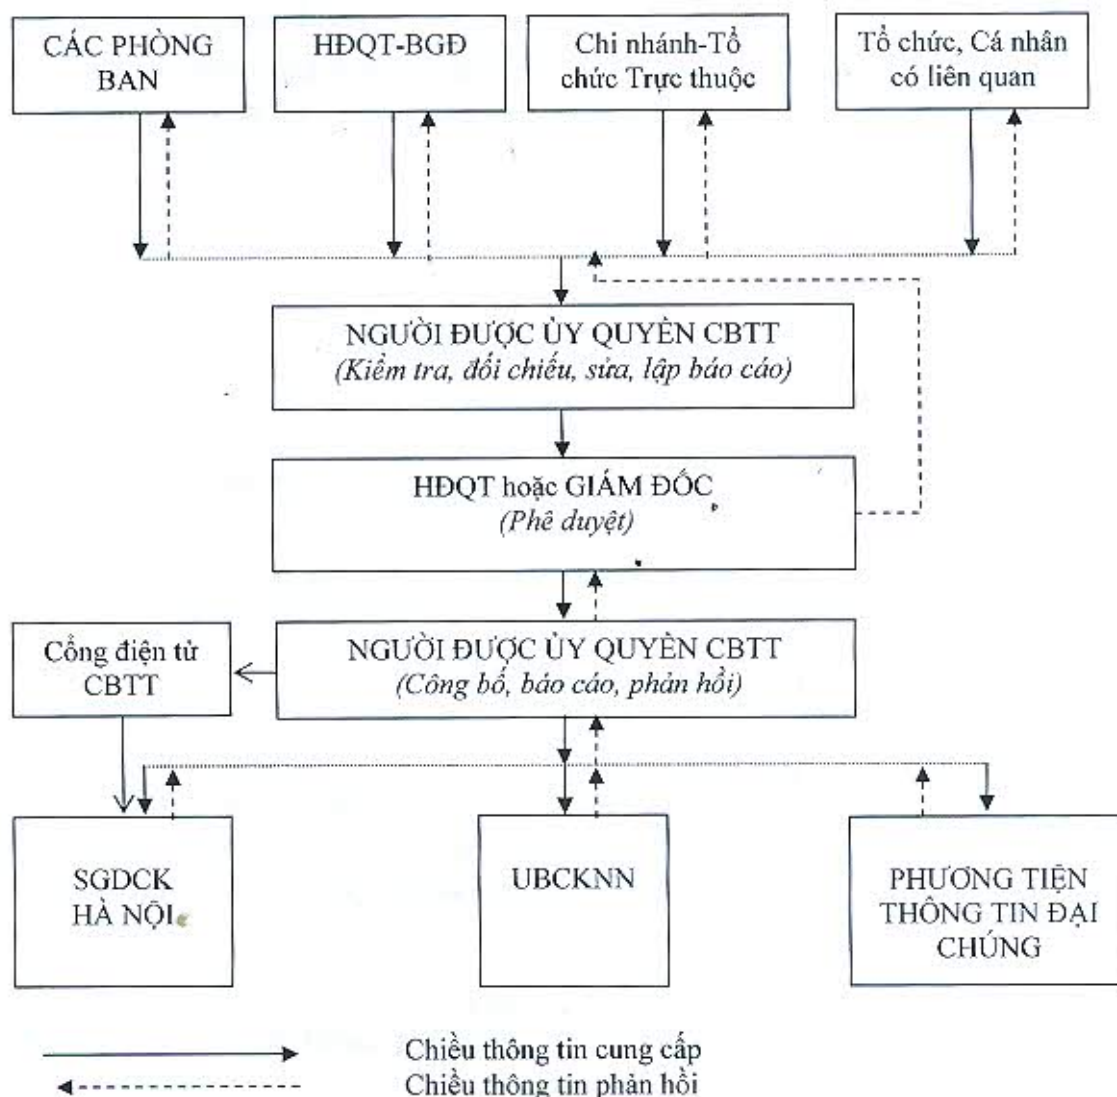 CÁC PHÒNG
BAN
HĐQT-BGĐ
Chi nhánh-Tổ
chức Trực thuộc
Tổ chức, Cá nhân
có liên quan
NGƯỜI ĐƯỢC ỦY QUYỀN CBTT
(Kiểm tra, đối chiếu, sửa, lập báo cáo)
HĐQT hoặc GIÁM ĐỐC
(Phê duyệt)
Cổng điện tử
CBTT
NGƯỜI ĐƯỢC ỦY QUYỀN CBTT
(Công bố, báo cáo, phản hồi)
SGDCK
HÀ NỘI
UBCKNN
PHƯƠNG TIỆN
THÔNG TIN ĐẠI
CHÚNG
Chiều thông tin cung cấp
Chiều thông tin phản hồi